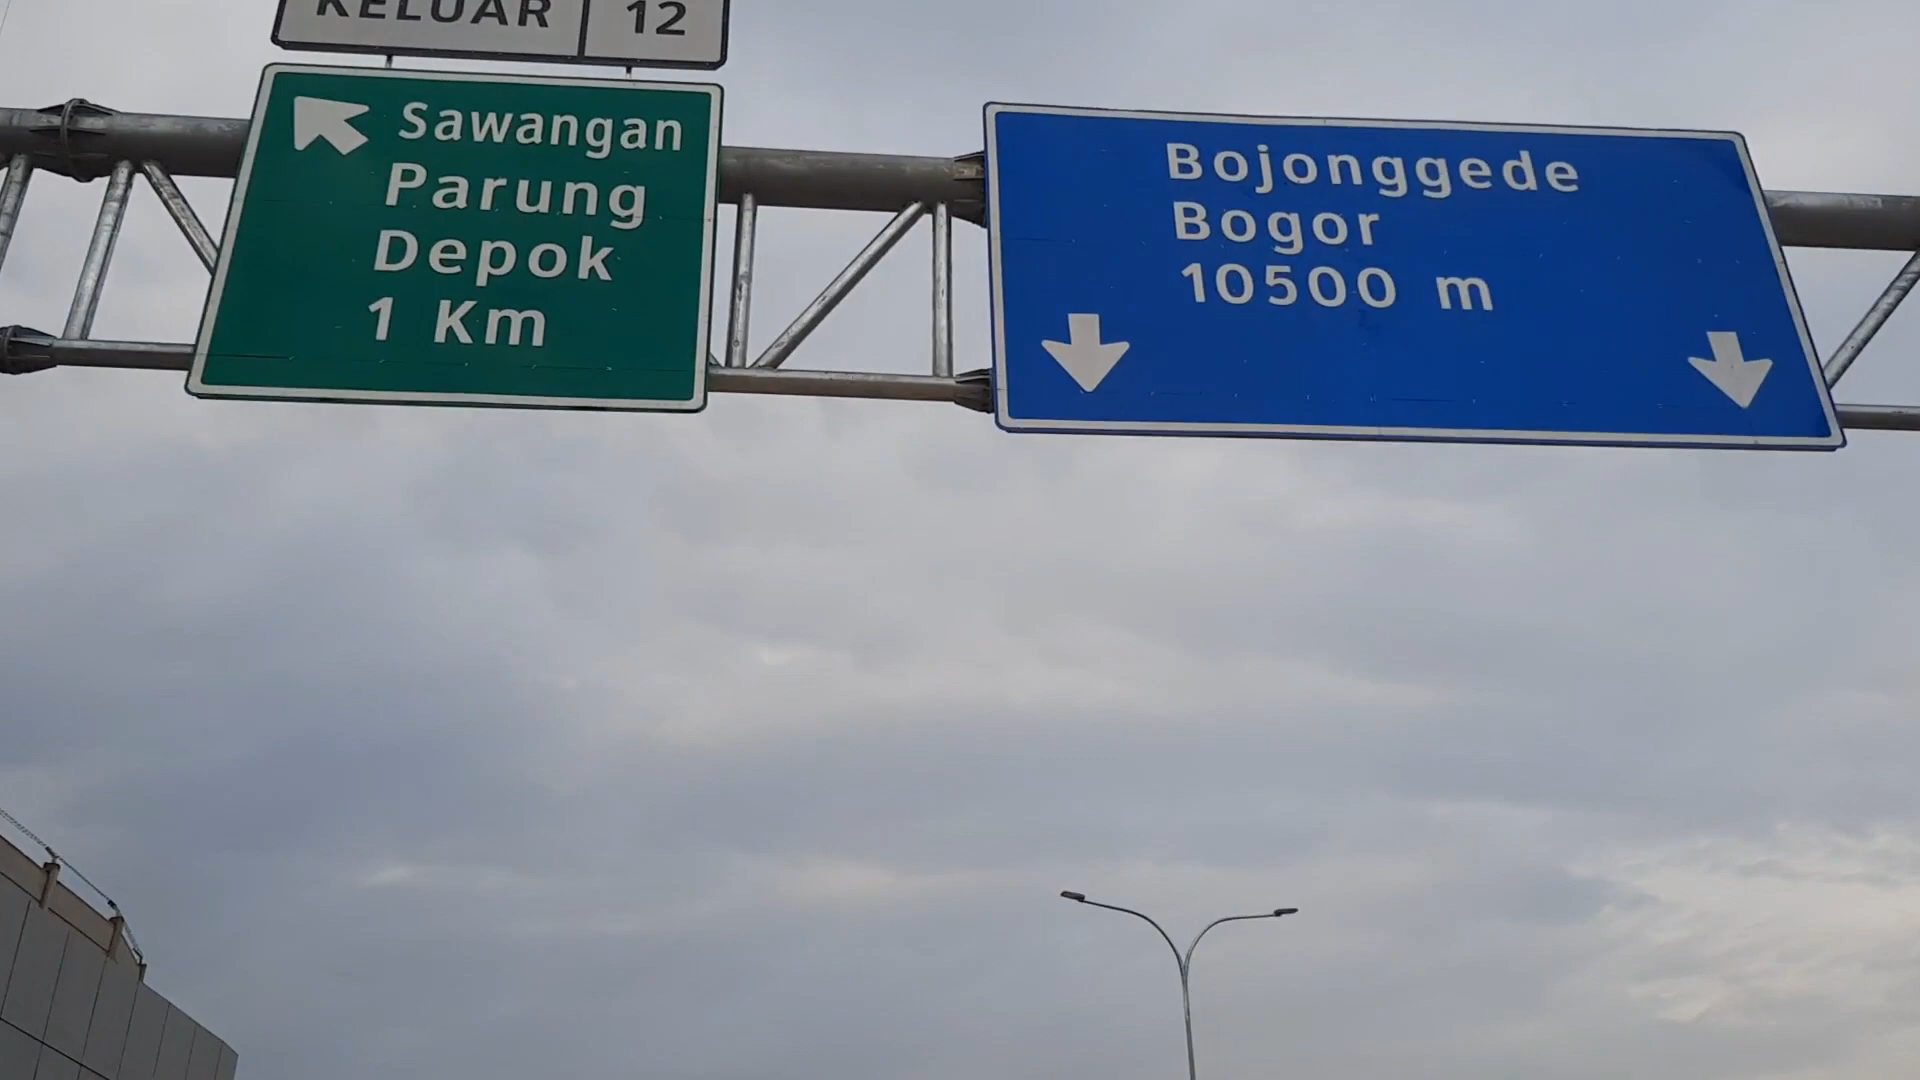 KELUAR 12
Sawangan
Parung
Depok
1 Km
Bojonggede
Bogor
10500 m